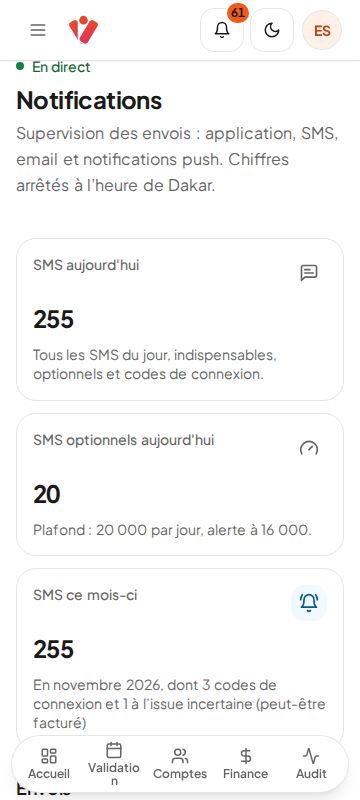 61
ES
En direct
Notifications
Supervision des envois : application, SMS,
email et notifications push. Chiffres
arrêtés à l'heure de Dakar.
SMS aujourd'hui
255
Tous les SMS du jour, indispensables,
optionnels et codes de connexion.
SMS optionnels aujourd'hui
20
Plafond : 20 000 par jour, alerte à 16 000.
SMS ce mois-ci
255
En novembre 2026, dont 3 codes de
connexion et 1 à l'issue incertaine (peut-être
facturé)
Accueil
Validatio
n
Comptes
Finance
Audit
Envois